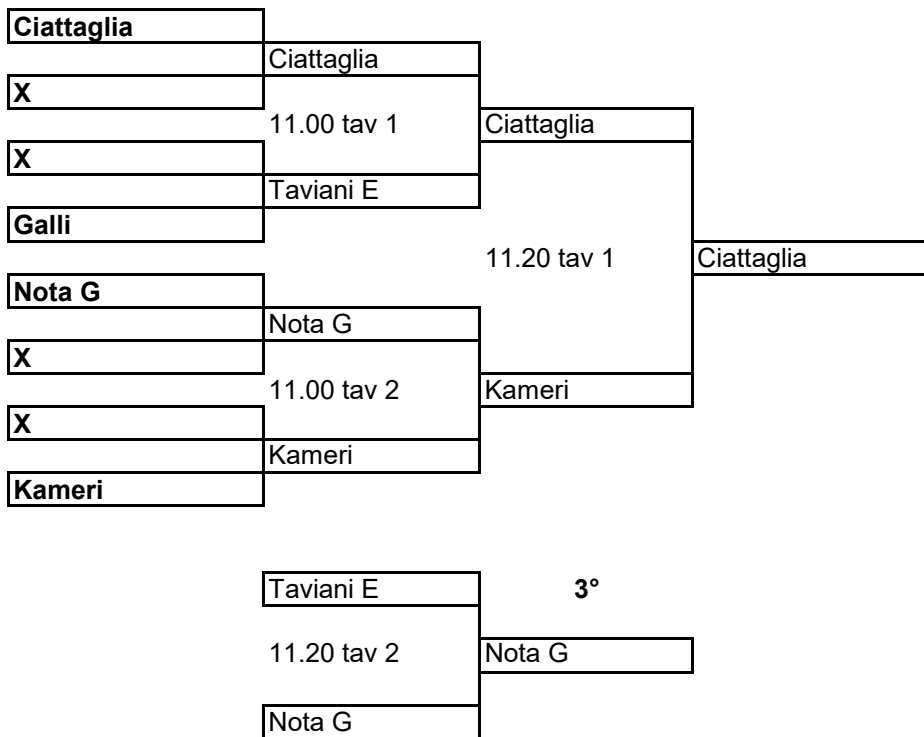 Ciattaglia
Ciattaglia
X
11.00 tav 1
Ciattaglia
X
Taviani E
Galli
11.20 tav 1
Ciattaglia
Nota G
Nota G
X
11.00 tav 2
Kameri
X
Kameri
Kameri
Taviani E
3°
11.20 tav 2
Nota G
Nota G